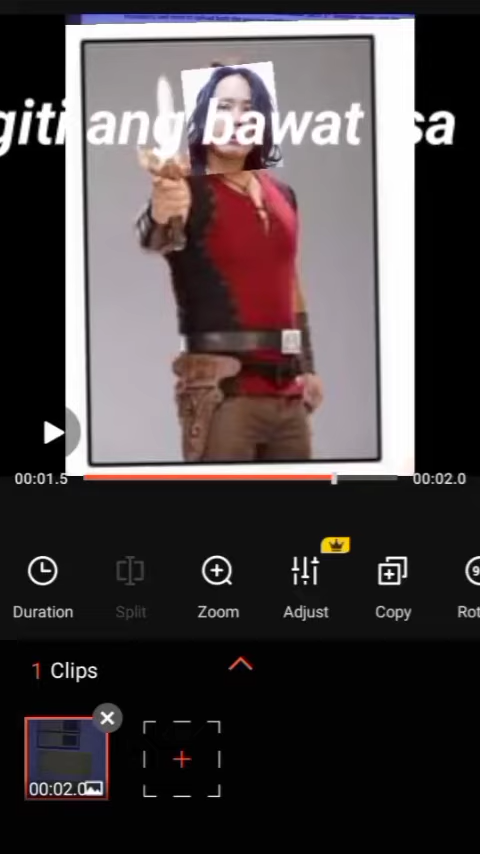 giti ang bawat sa
00:01.5
00:02.0
Duration
Split
Zoom
Adjust
Copy
Rot
1 Clips
00:02.0